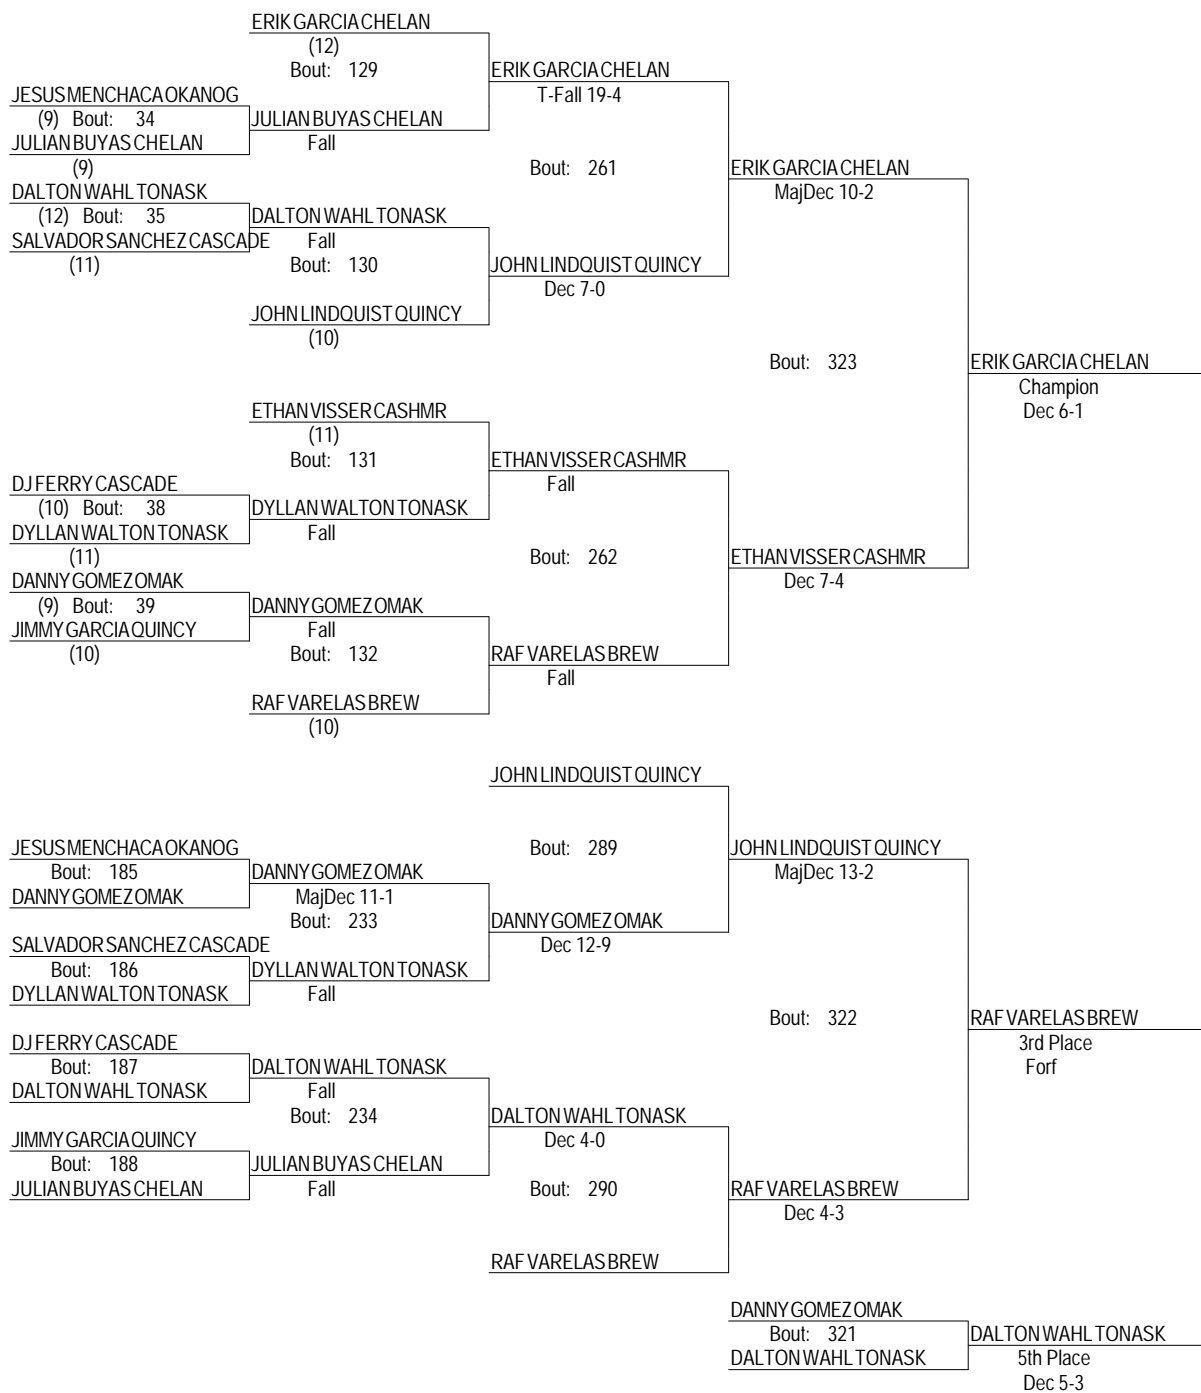 ERIK GARCIA CHELAN
(12)
Bout: 129
ERIK GARCIA CHELAN
T-Fall 19-4
JESUS MENCHACA OKANOG
(9) Bout: 34
JULIAN BUYAS CHELAN
Fall
JULIAN BUYAS CHELAN
(9)
Bout: 261
ERIK GARCIA CHELAN
MajDec 10-2
DALTON WAHL TONASK
(12) Bout: 35
DALTON WAHL TONASK
SALVADOR SANCHEZ CASCADE
Fall
(11)
Bout: 130
JOHN LINDQUIST QUINCY
Dec 7-0
JOHN LINDQUIST QUINCY
(10)
Bout: 323
ERIK GARCIA CHELAN
Champion
Dec 6-1
ETHAN VISSER CASHMR
(11)
Bout: 131
ETHAN VISSER CASHMR
Fall
DJ FERRY CASCADE
(10) Bout: 38
DYLLAN WALTON TONASK
Fall
DYLLAN WALTON TONASK
(11)
Bout: 262
ETHAN VISSER CASHMR
Dec 7-4
DANNY GOMEZ OMAK
(9) Bout: 39
DANNY GOMEZ OMAK
Fall
JIMMY GARCIA QUINCY
(10)
Bout: 132
RAF VARELAS BREW
Fall
RAF VARELAS BREW
(10)
JOHN LINDQUIST QUINCY
Bout: 289
JOHN LINDQUIST QUINCY
MajDec 13-2
JESUS MENCHACA OKANOG
Bout: 185
DANNY GOMEZ OMAK
MajDec 11-1
DANNY GOMEZ OMAK
Bout: 233
DANNY GOMEZ OMAK
Dec 12-9
SALVADOR SANCHEZ CASCADE
Bout: 186
DYLLAN WALTON TONASK
Fall
DYLLAN WALTON TONASK
Bout: 322
RAF VARELAS BREW
3rd Place
Forf
DJ FERRY CASCADE
Bout: 187
DALTON WAHL TONASK
Fall
DALTON WAHL TONASK
Bout: 234
DALTON WAHL TONASK
Dec 4-0
JIMMY GARCIA QUINCY
Bout: 188
JULIAN BUYAS CHELAN
Fall
JULIAN BUYAS CHELAN
Bout: 290
RAF VARELAS BREW
Dec 4-3
RAF VARELAS BREW
DANNY GOMEZ OMAK
Bout: 321
DALTON WAHL TONASK
DALTON WAHL TONASK
5th Place
Dec 5-3